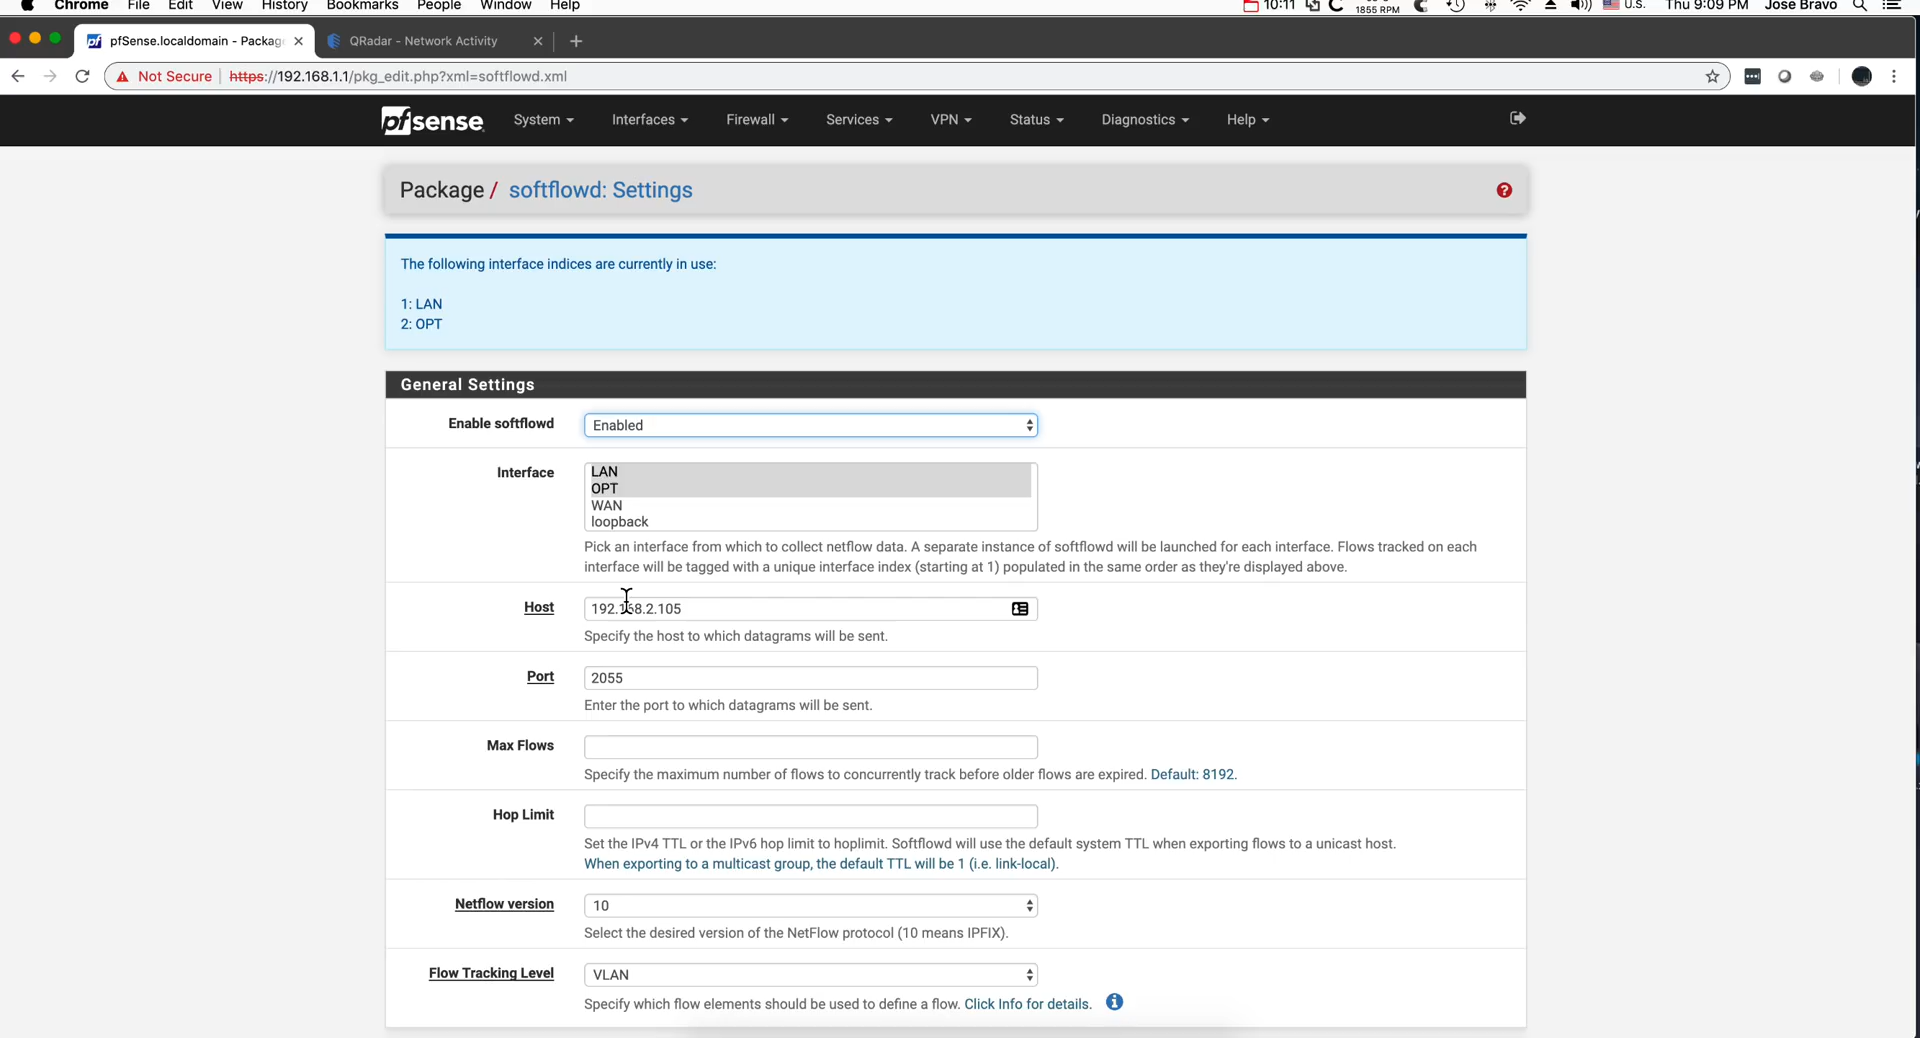 Chrome File Edit View History Bookmarks People Window Help 10:11 1855 RPM U.S. Thu 9:09 PM Jose Bravo
pfSense.localdomain - Packag QRadar - Network Activity
Not Secure https://192.168.1.1/pkg_edit.php?xml=softflowd.xml
pfsense System Interfaces Firewall Services VPN Status Diagnostics Help
Package / softflowd: Settings
The following interface indices are currently in use:
1: LAN
2: OPT
General Settings
Enable softflowd Enabled
Interface LAN
OPT
WAN
loopback
Pick an interface from which to collect netflow data. A separate instance of softflowd will be launched for each interface. Flows tracked on each
interface will be tagged with a unique interface index (starting at 1) populated in the same order as they're displayed above.
Host 192.168.2.105
Specify the host to which datagrams will be sent.
Port 2055
Enter the port to which datagrams will be sent.
Max Flows
Specify the maximum number of flows to concurrently track before older flows are expired. Default: 8192.
Hop Limit
Set the IPv4 TTL or the IPv6 hop limit to hoplimit. Softflowd will use the default system TTL when exporting flows to a unicast host.
When exporting to a multicast group, the default TTL will be 1 (i.e. link-local).
Netflow version 10
Select the desired version of the NetFlow protocol (10 means IPFIX).
Flow Tracking Level VLAN
Specify which flow elements should be used to define a flow. Click Info for details.